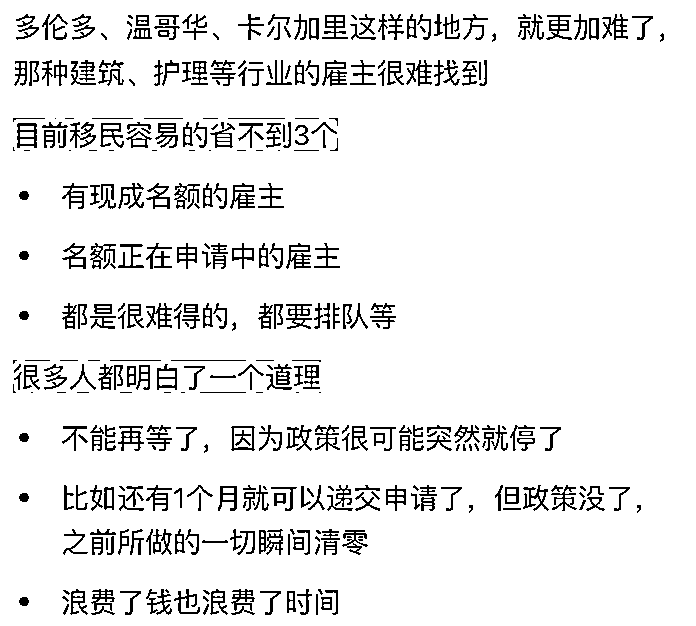 多伦多、温哥华、卡尔加里这样的地方，就更加难了，
那种建筑、护理等行业的雇主很难找到
目前移民容易的省不到3个
• 有现成名额的雇主
• 名额正在申请中的雇主
• 都是很难得的，都要排队等
很多人都明白了一个道理
• 不能再等了，因为政策很可能突然就停了
• 比如还有1个月就可以递交申请了，但政策没了，
之前所做的一切瞬间清零
• 浪费了钱也浪费了时间